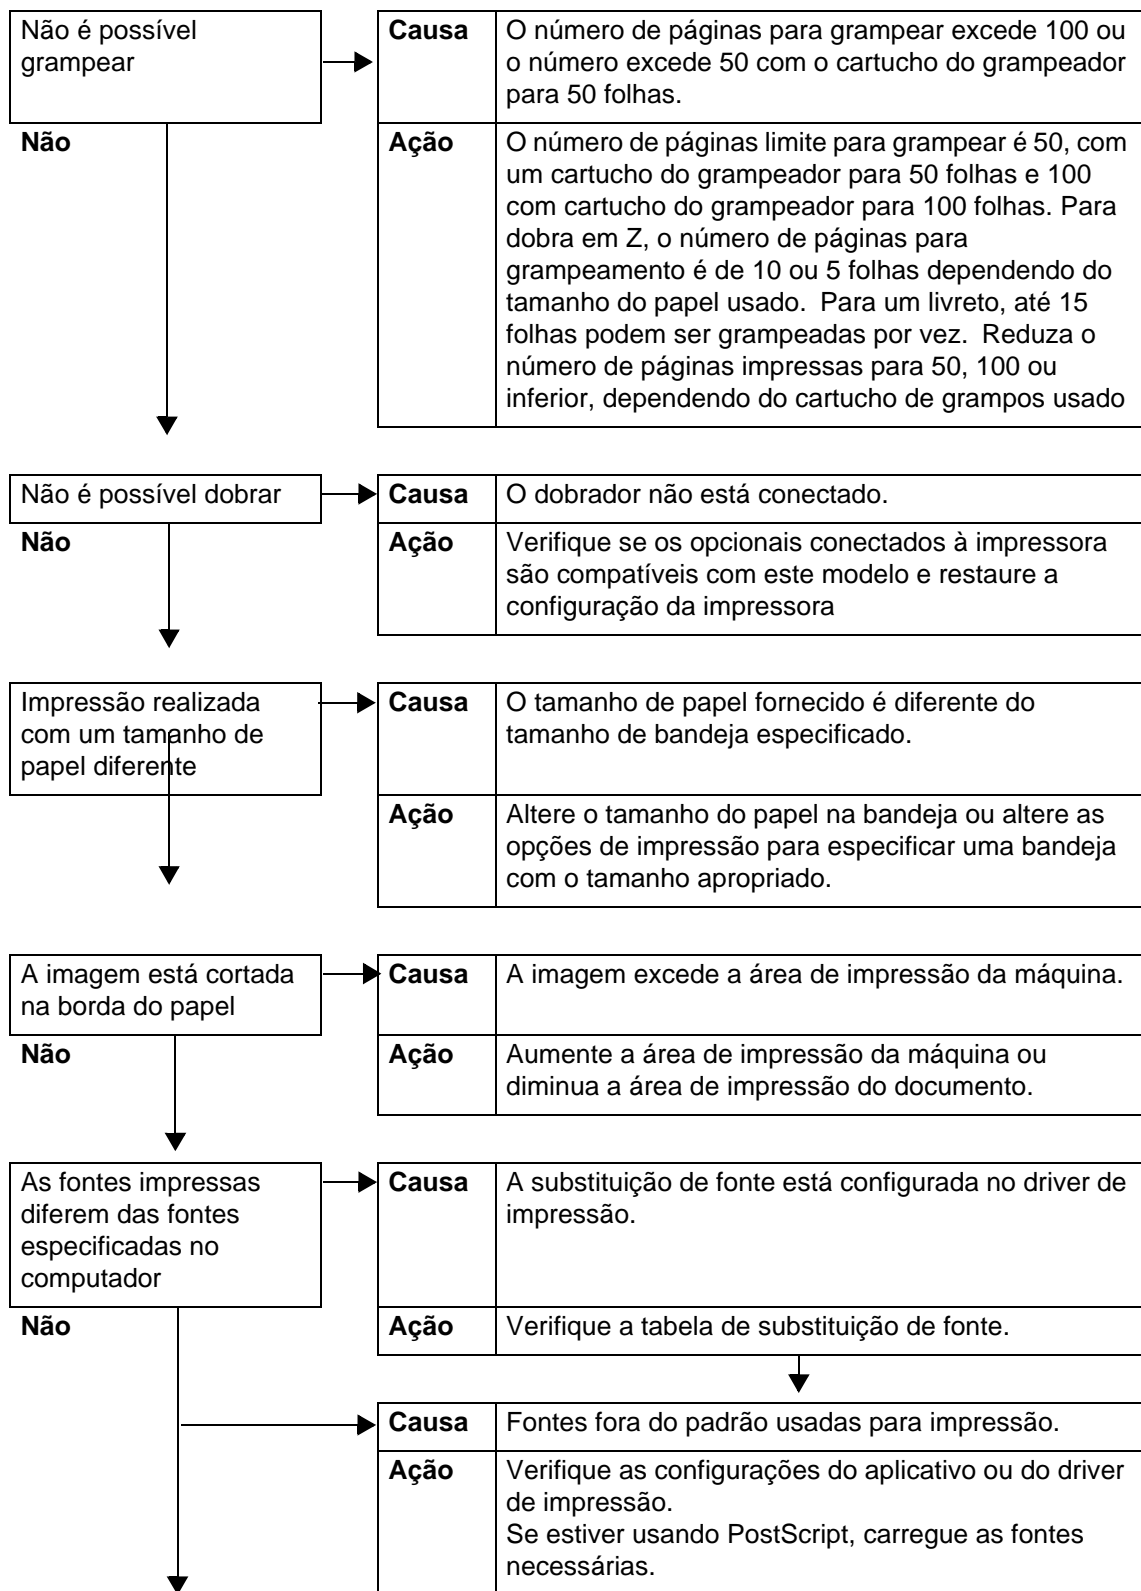 Não é possível
grampear
Causa
O número de páginas para grampear excede 100 ou
o número excede 50 com o cartucho do grampeador
para 50 folhas.
Não
Ação
O número de páginas limite para grampear é 50, com
um cartucho do grampeador para 50 folhas e 100
com cartucho do grampeador para 100 folhas. Para
dobra em Z, o número de páginas para
grampeamento é de 10 ou 5 folhas dependendo do
tamanho do papel usado. Para um livreto, até 15
folhas podem ser grampeadas por vez. Reduza o
número de páginas impressas para 50, 100 ou
inferior, dependendo do cartucho de grampos usado
Não é possível dobrar
Causa
O dobrador não está conectado.
Não
Ação
Verifique se os opcionais conectados à impressora
são compatíveis com este modelo e restaure a
configuração da impressora
Impressão realizada
com um tamanho de
papel diferente
Causa
O tamanho de papel fornecido é diferente do
tamanho de bandeja especificado.
Ação
Altere o tamanho do papel na bandeja ou altere as
opções de impressão para especificar uma bandeja
com o tamanho apropriado.
A imagem está cortada
na borda do papel
Causa
A imagem excede a área de impressão da máquina.
Não
Ação
Aumente a área de impressão da máquina ou
diminua a área de impressão do documento.
As fontes impressas
diferem das fontes
especificadas no
computador
Causa
A substituição de fonte está configurada no driver de
impressão.
Não
Ação
Verifique a tabela de substituição de fonte.
Causa
Fontes fora do padrão usadas para impressão.
Ação
Verifique as configurações do aplicativo ou do driver
de impressão.
Se estiver usando PostScript, carregue as fontes
necessárias.